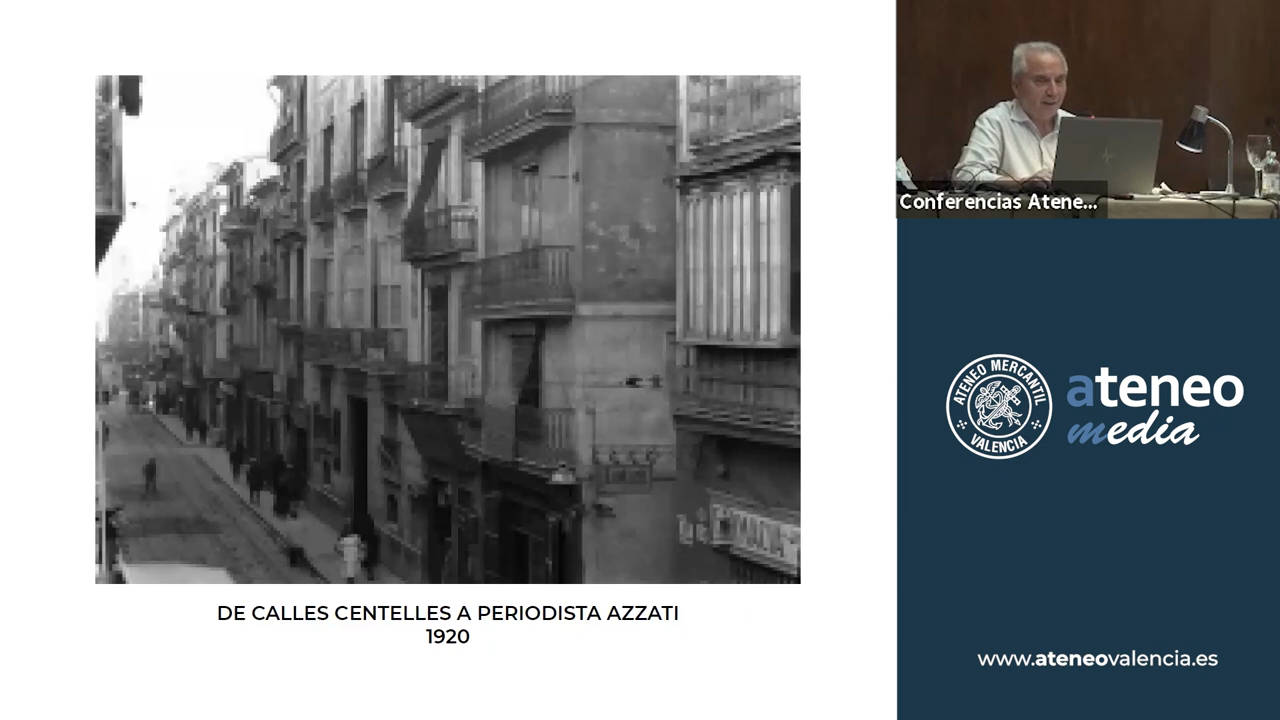 DE CALLES CENTELLES A PERIODISTA AZZATI
1920
Conferencias Atene...
ATENEO MERCANTIL
VALENCIA
ateneo
media
www.ateneovalencia.es